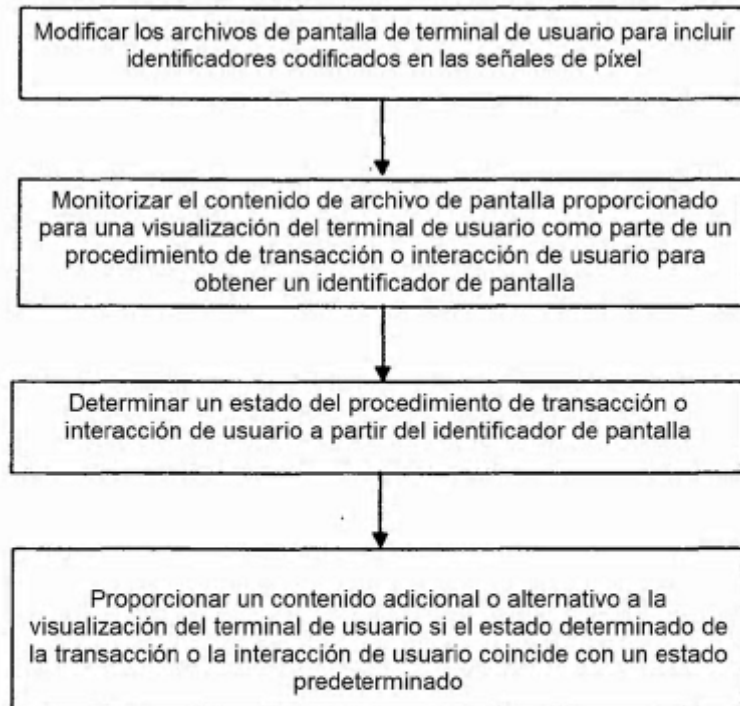 Modificar los archivos de pantalla de terminal de usuario para incluir
identificadores codificados en las señales de píxel
Monitorizar el contenido de archivo de pantalla proporcionado
para una visualización del terminal de usuario como parte de un
procedimiento de transacción o interacción de usuario para
obtener un identificador de pantalla
Determinar un estado del procedimiento de transacción o
interacción de usuario a partir del identificador de pantalla
Proporcionar un contenido adicional o alternativo a la
visualización del terminal de usuario si el estado determinado de
la transacción o la interacción de usuario coincide con un estado
predeterminado